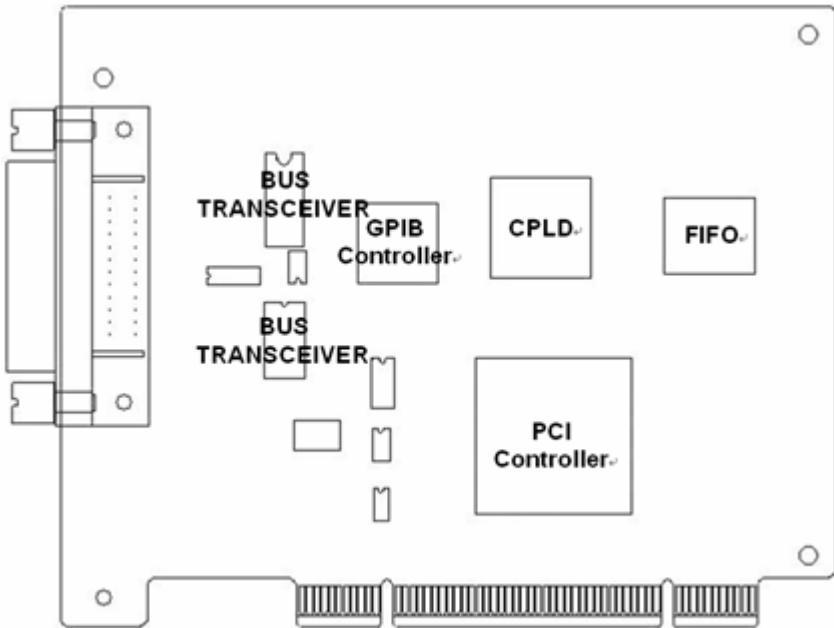 BUS
TRANSCEIVER
GPIB
Controller
CPLD
FIFO
BUS
TRANSCEIVER
PCI
Controller